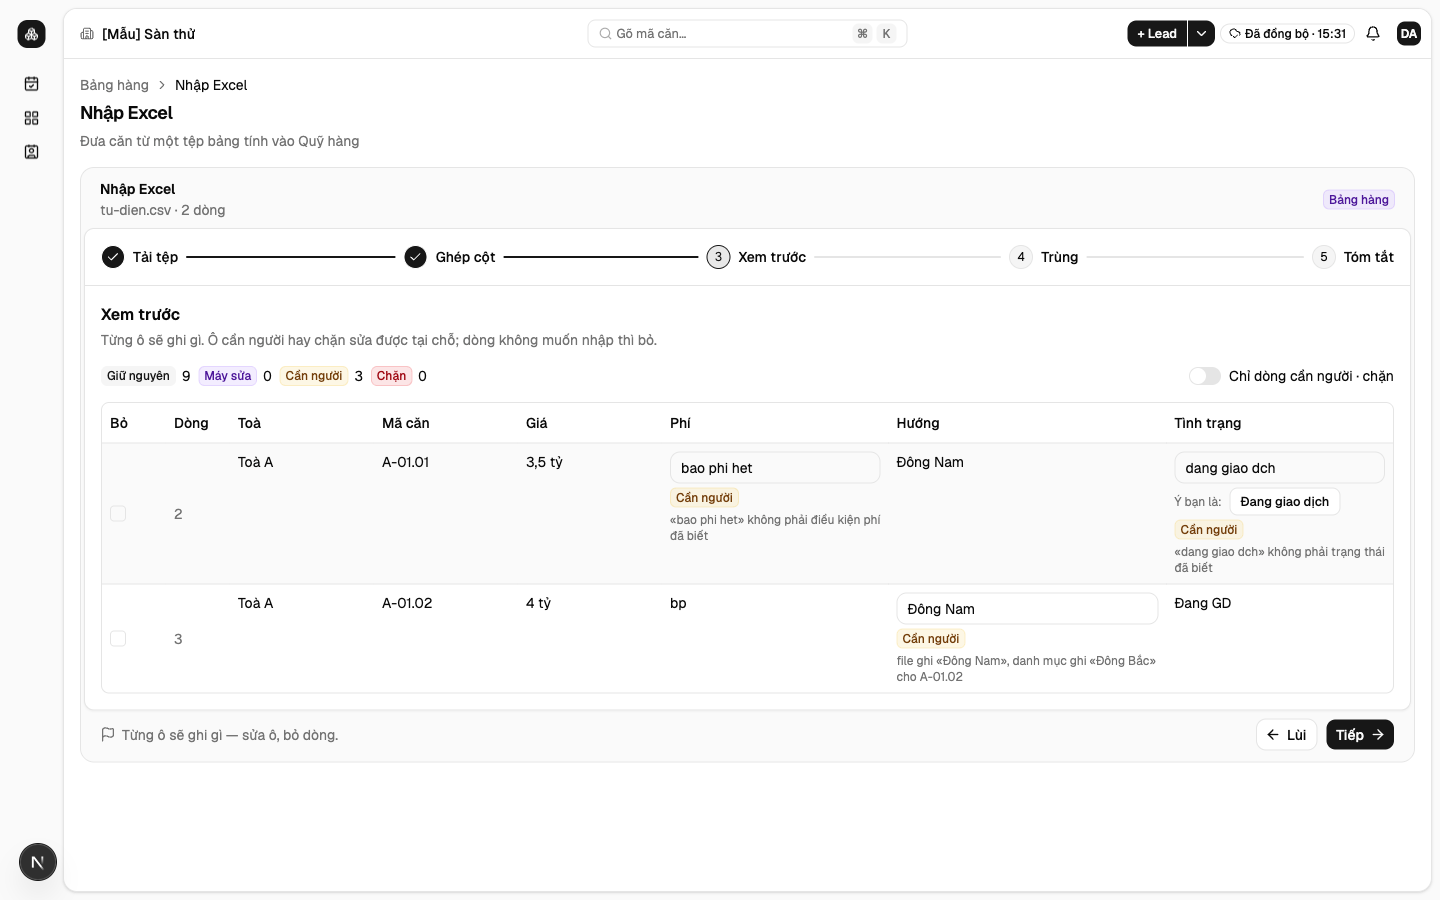 [Mẫu] Sàn thử
Gõ mã căn...
⌘ K
+ Lead
Đã đồng bộ · 15:31
DA
Bảng hàng > Nhập Excel
Nhập Excel
Đưa căn từ một tệp bảng tính vào Quỹ hàng
Nhập Excel
tu-dien.csv · 2 dòng
Bảng hàng
Tải tệp
Ghép cột
3 Xem trước
4 Trùng
5 Tóm tắt
Xem trước
Từng ô sẽ ghi gì. Ô cần người hay chặn sửa được tại chỗ; dòng không muốn nhập thì bỏ.
Giữ nguyên 9 Máy sửa 0 Cần người 3 Chặn 0
Chỉ dòng cần người · chặn
Bỏ Dòng Toà Mã căn Giá Phí Hướng Tình trạng
2 Toà A A-01.01 3,5 tỷ bao phi het Đông Nam dang giao dch
Cần người
«bao phi het» không phải điều kiện phí
đã biết
Ý bạn là: Đang giao dịch
Cần người
«dang giao dch» không phải trạng thái
đã biết
3 Toà A A-01.02 4 tỷ bp Đông Nam Đang GD
Cần người
file ghi «Đông Nam», danh mục ghi «Đông Bắc»
cho A-01.02
Từng ô sẽ ghi gì — sửa ô, bỏ dòng.
Lùi
Tiếp
N